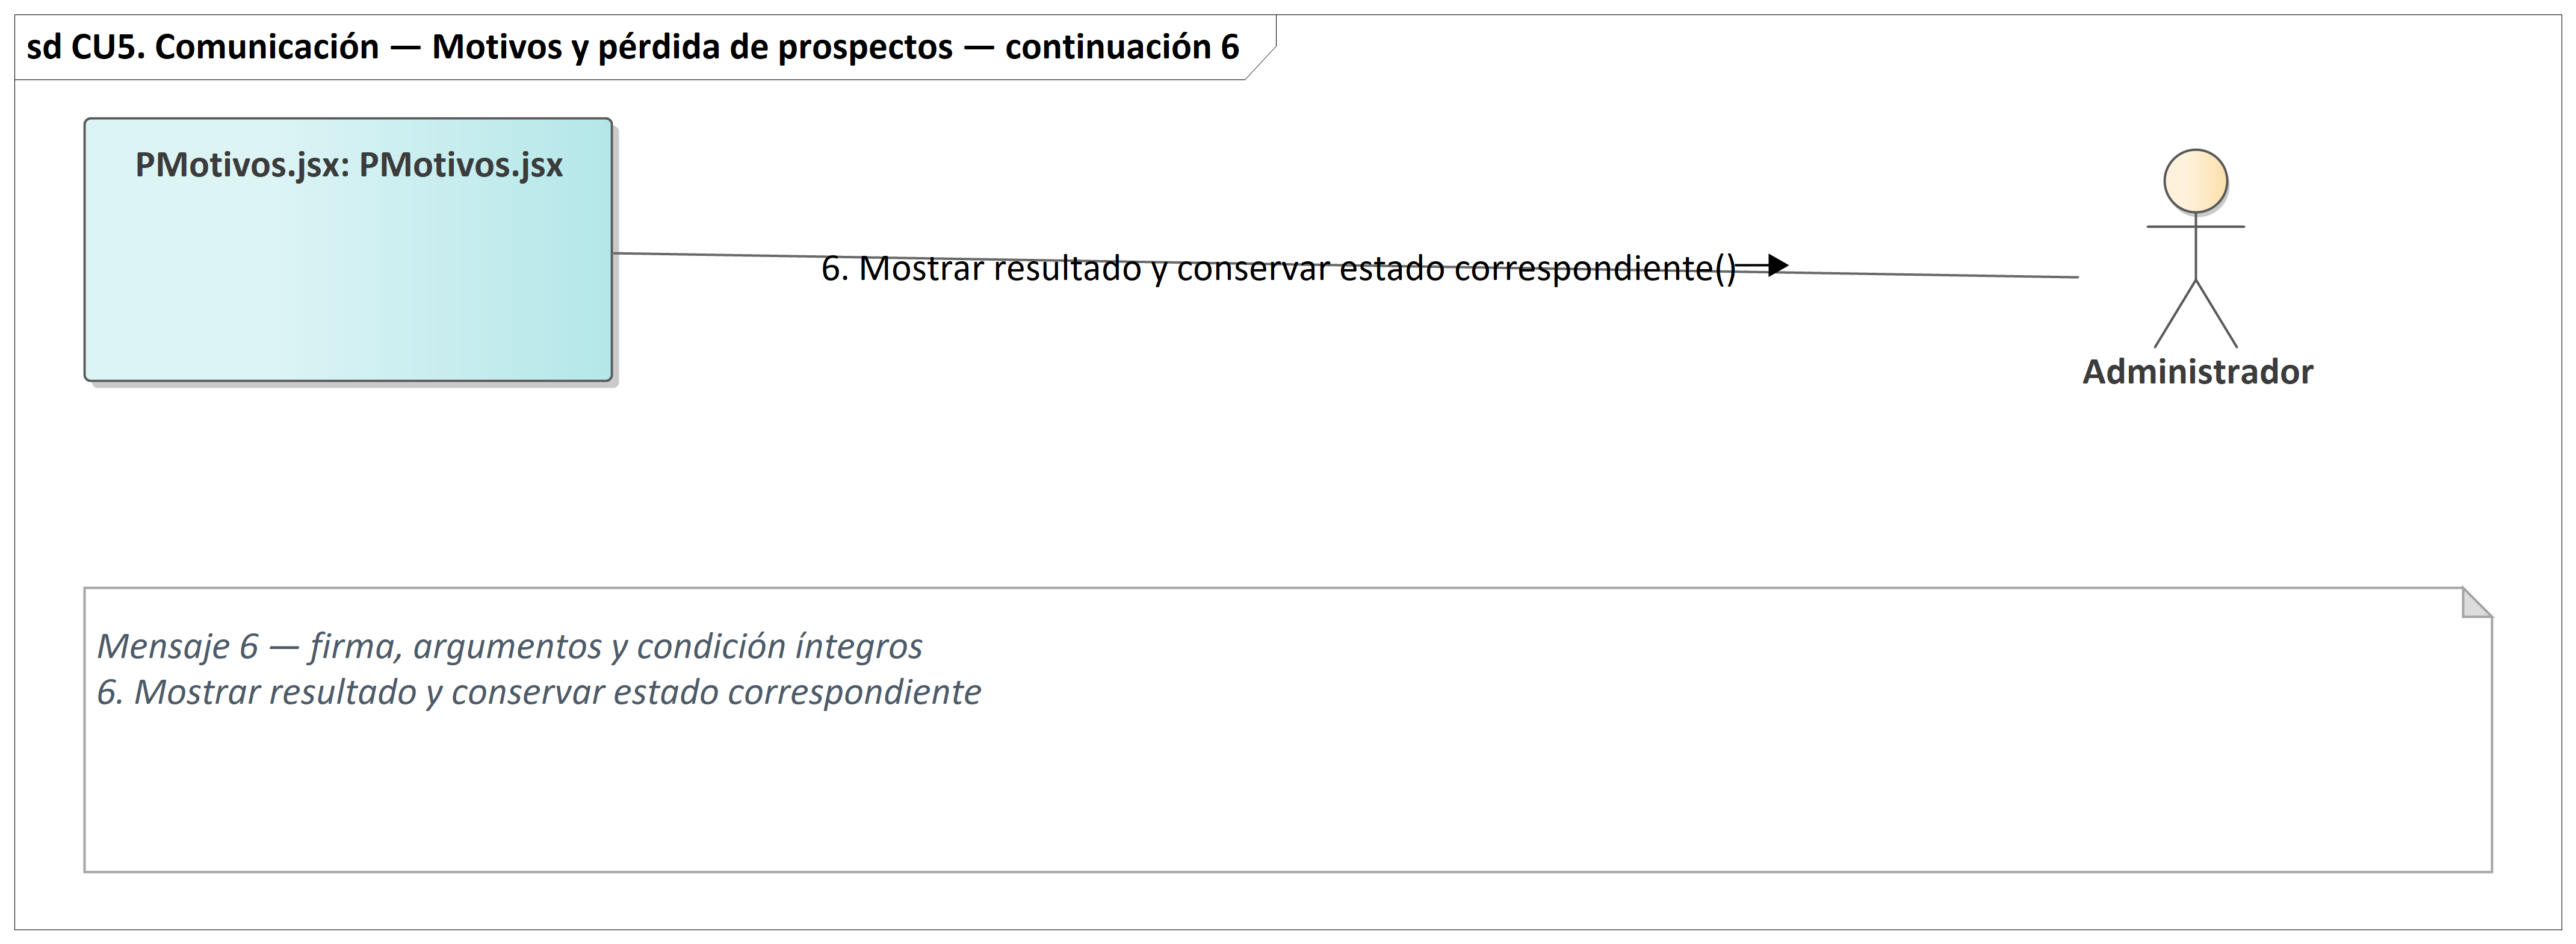 sd CU5. Comunicación — Motivos y pérdida de prospectos — continuación 6
PMotivos.jsx: PMotivos.jsx
6. Mostrar resultado y conservar estado correspondiente()
Administrador
Mensaje 6 — firma, argumentos y condición íntegros
6. Mostrar resultado y conservar estado correspondiente